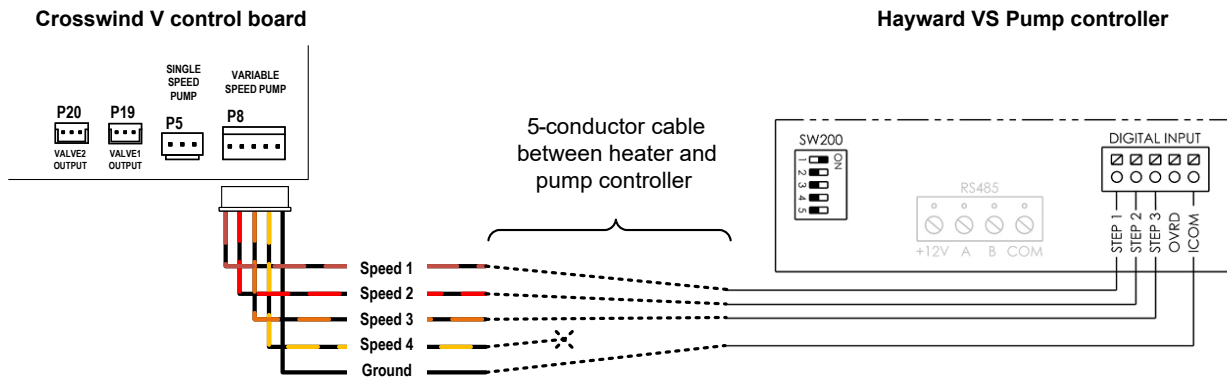 Crosswind V control board
Hayward VS Pump controller
SINGLE
SPEED
PUMP
VARIABLE
SPEED PUMP
P20
P19
P5
P8
VALVE2
OUTPUT
VALVE1
OUTPUT
5-conductor cable
between heater and
pump controller
SW200
ON
1
2
3
4
5
RS485
+12V A B COM
DIGITAL INPUT
STEP 1
STEP 2
STEP 3
OVRD
ICOM
Speed 1
Speed 2
Speed 3
Speed 4
Ground